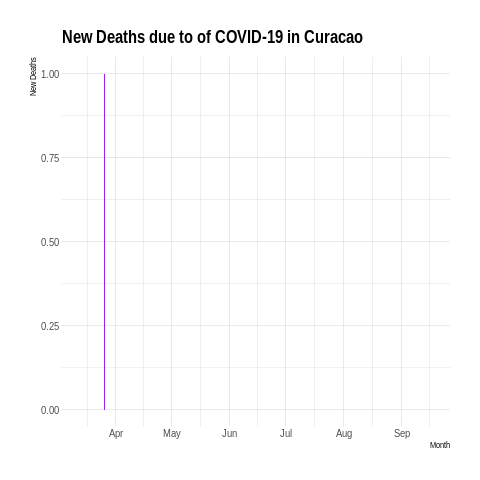 New Deaths due to of COVID-19 in Curacao
New Deaths
1.00
0.75
0.50
0.25
0.00
Apr May Jun Jul Aug Sep
Month